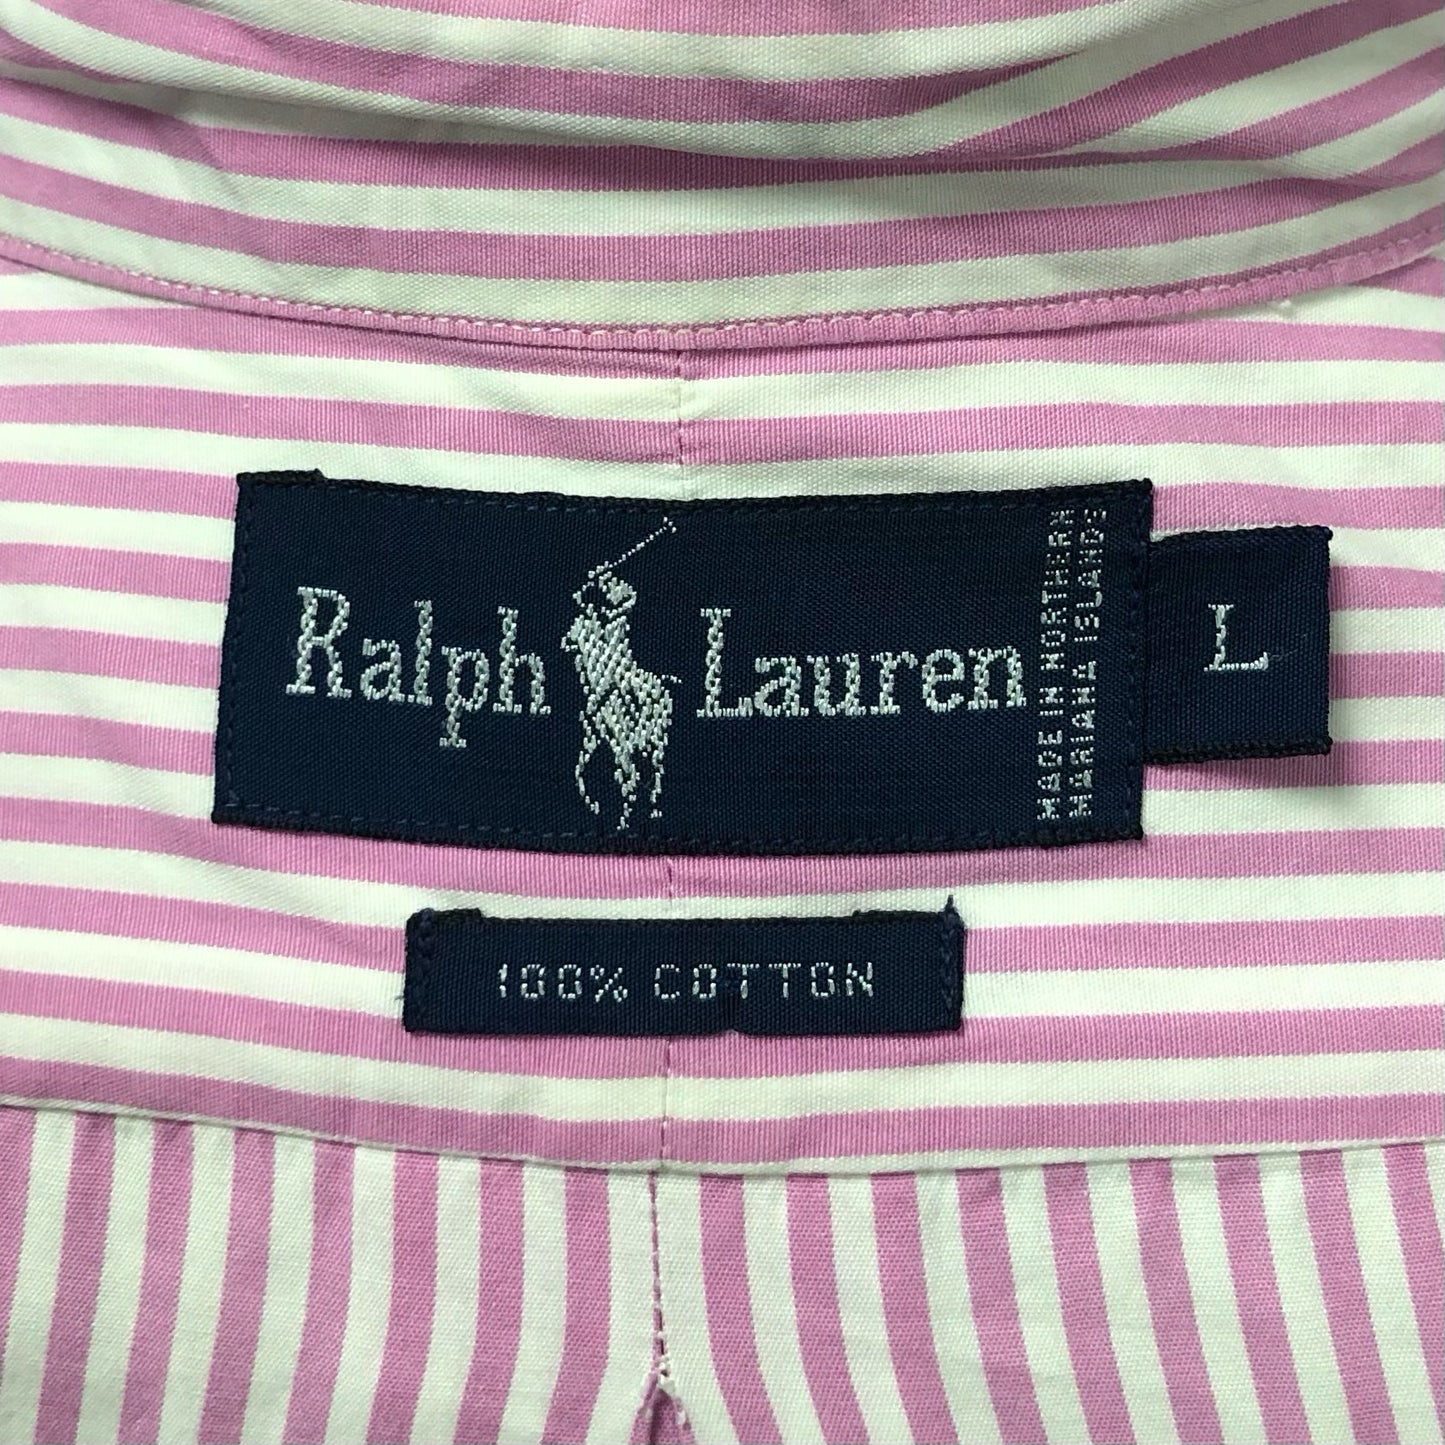 Ralph Lauren
MADE IN NORTHERN
MARIANA ISLANDS
L
100% COTTON